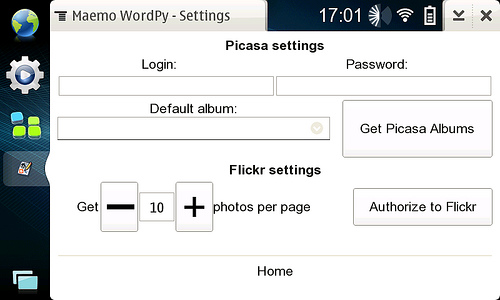 Maemo WordPy - Settings 17:01
Picasa settings
Login: Password:
Default album:
Get Picasa Albums
Flickr settings
Get 10 photos per page Authorize to Flickr
Home